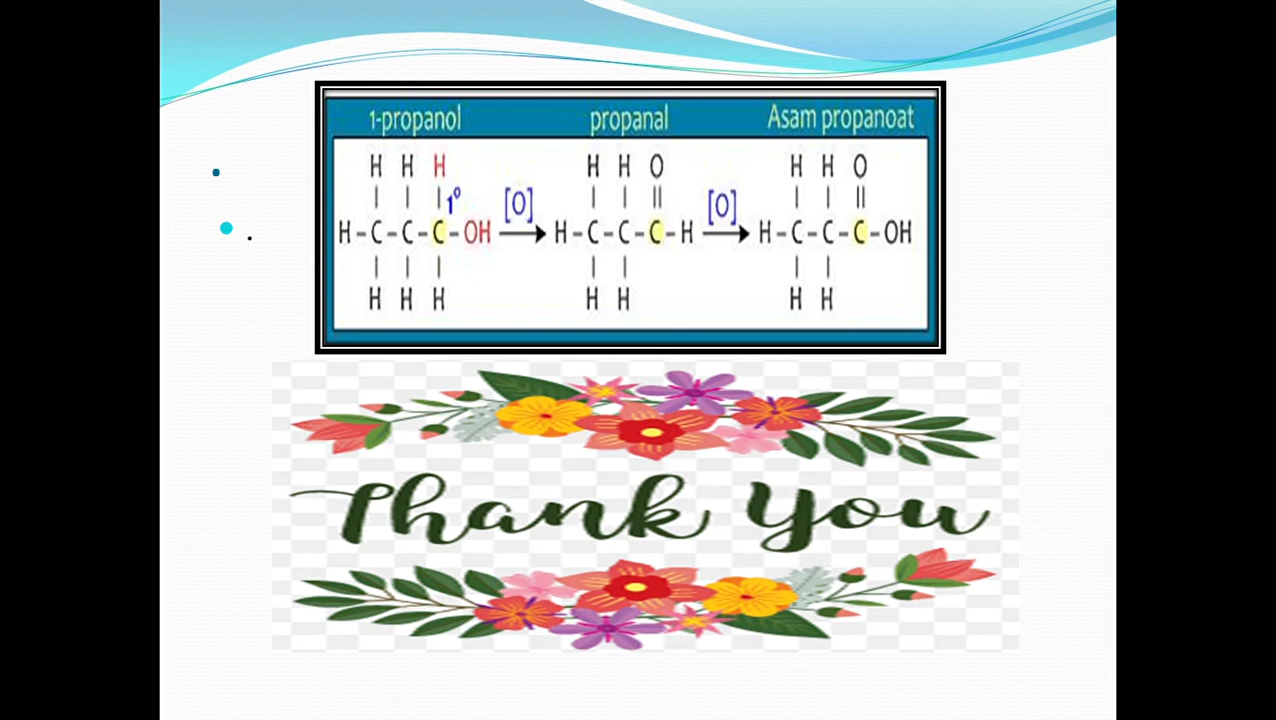 1-propanol propanal Asam propanoat
H H H H H O H H O
1° [O] [O]
H-C-C-C-OH H-C-C-C-H H-C-C-C-OH
H H H H H H H
Thank You